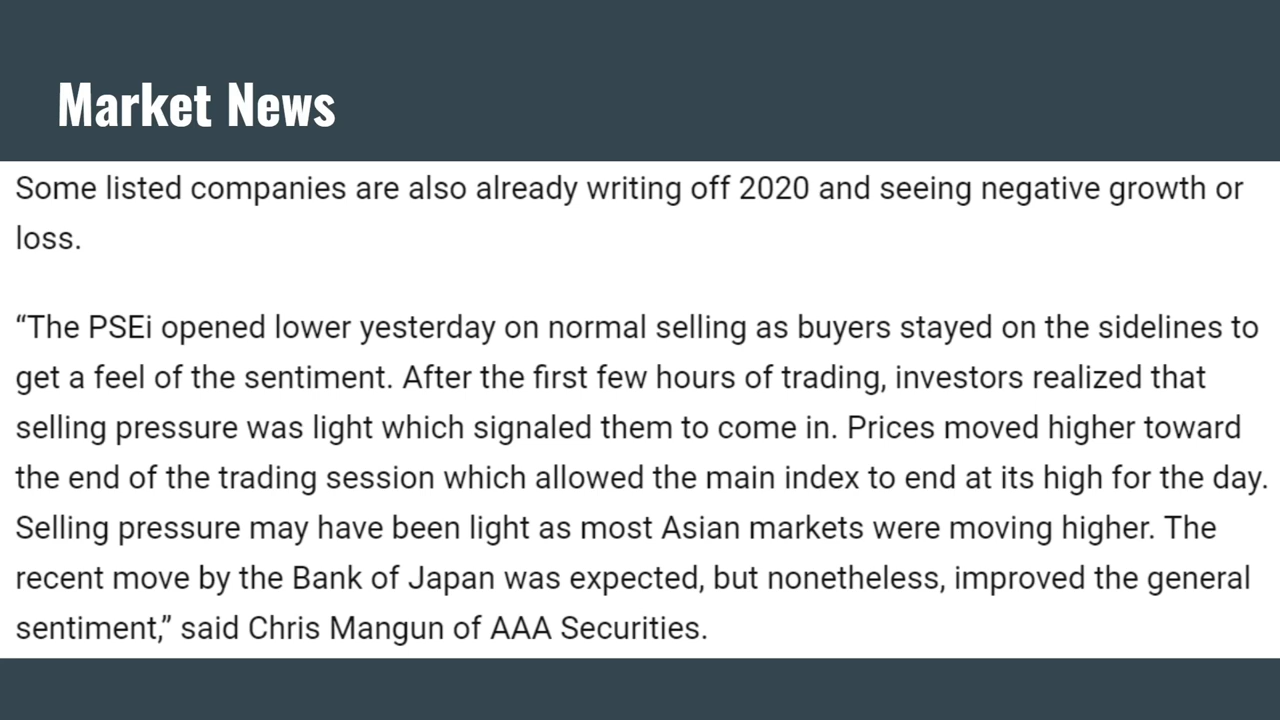 Market News
Some listed companies are also already writing off 2020 and seeing negative growth or
loss.
“The PSEi opened lower yesterday on normal selling as buyers stayed on the sidelines to
get a feel of the sentiment. After the first few hours of trading, investors realized that
selling pressure was light which signaled them to come in. Prices moved higher toward
the end of the trading session which allowed the main index to end at its high for the day.
Selling pressure may have been light as most Asian markets were moving higher. The
recent move by the Bank of Japan was expected, but nonetheless, improved the general
sentiment,” said Chris Mangun of AAA Securities.